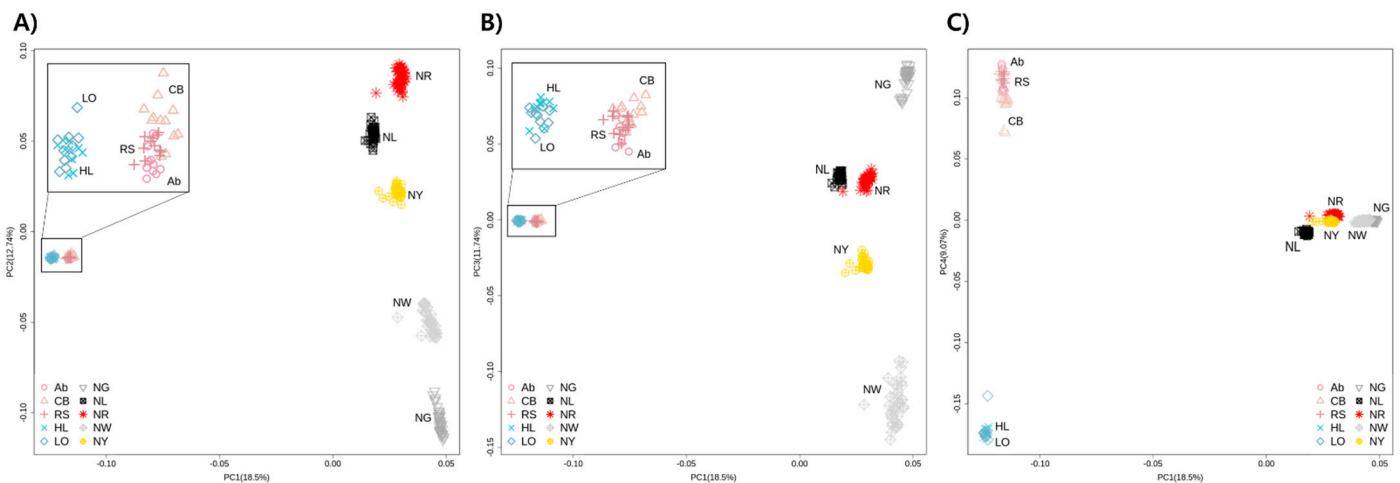 A)
0.10
0.05
0.00
-0.05
-0.10
PC2(12.74%)
LO
CB
RS
HL
Ab
NR
NL
NY
NW
NG
Ab NG
CB NL
RS NR
HL NW
LO NY
-0.10 -0.05 0.00 0.05
PC1(18.5%)
B)
0.10
0.05
0.00
-0.05
-0.10
-0.15
PC3(11.74%)
HL
CB
RS
LO
Ab
NG
NL
NR
NY
NW
Ab NG
CB NL
RS NR
HL NW
LO NY
-0.10 -0.05 0.00 0.05
PC1(18.5%)
C)
0.10
0.05
0.00
-0.05
-0.10
-0.15
PC4(9.07%)
Ab
RS
CB
NR
NG
NL
NY
NW
HL
LO
Ab NG
CB NL
RS NR
HL NW
LO NY
-0.10 -0.05 0.00 0.05
PC1(18.5%)